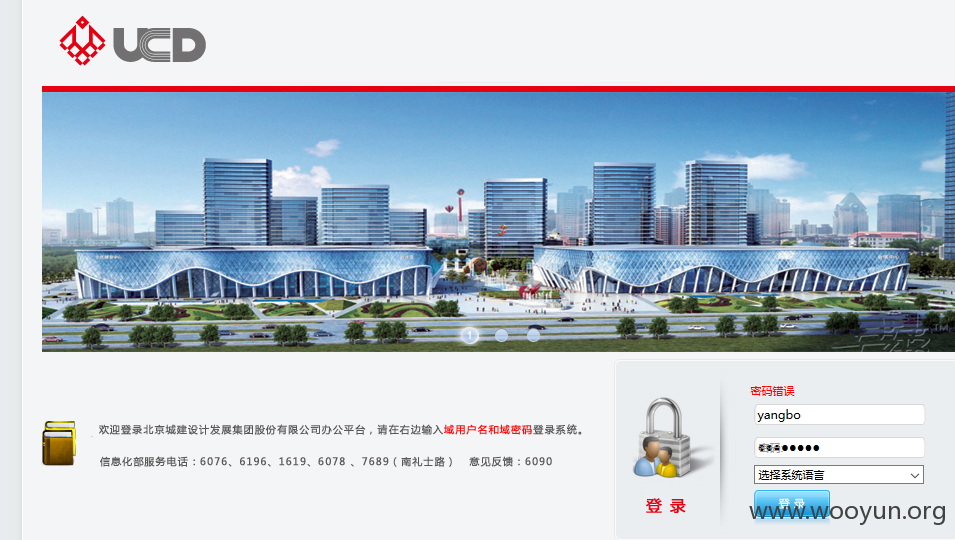 UCD
密码错误
yangbo
欢迎登录北京城建设计发展集团股份有限公司办公平台，请在右边输入域用户名和域密码登录系统。
信息化部服务电话：6076、6196、1619、6078 、7689（南礼士路） 意见反馈：6090
选择系统语言
登 录
登 录
www.wooyun.org